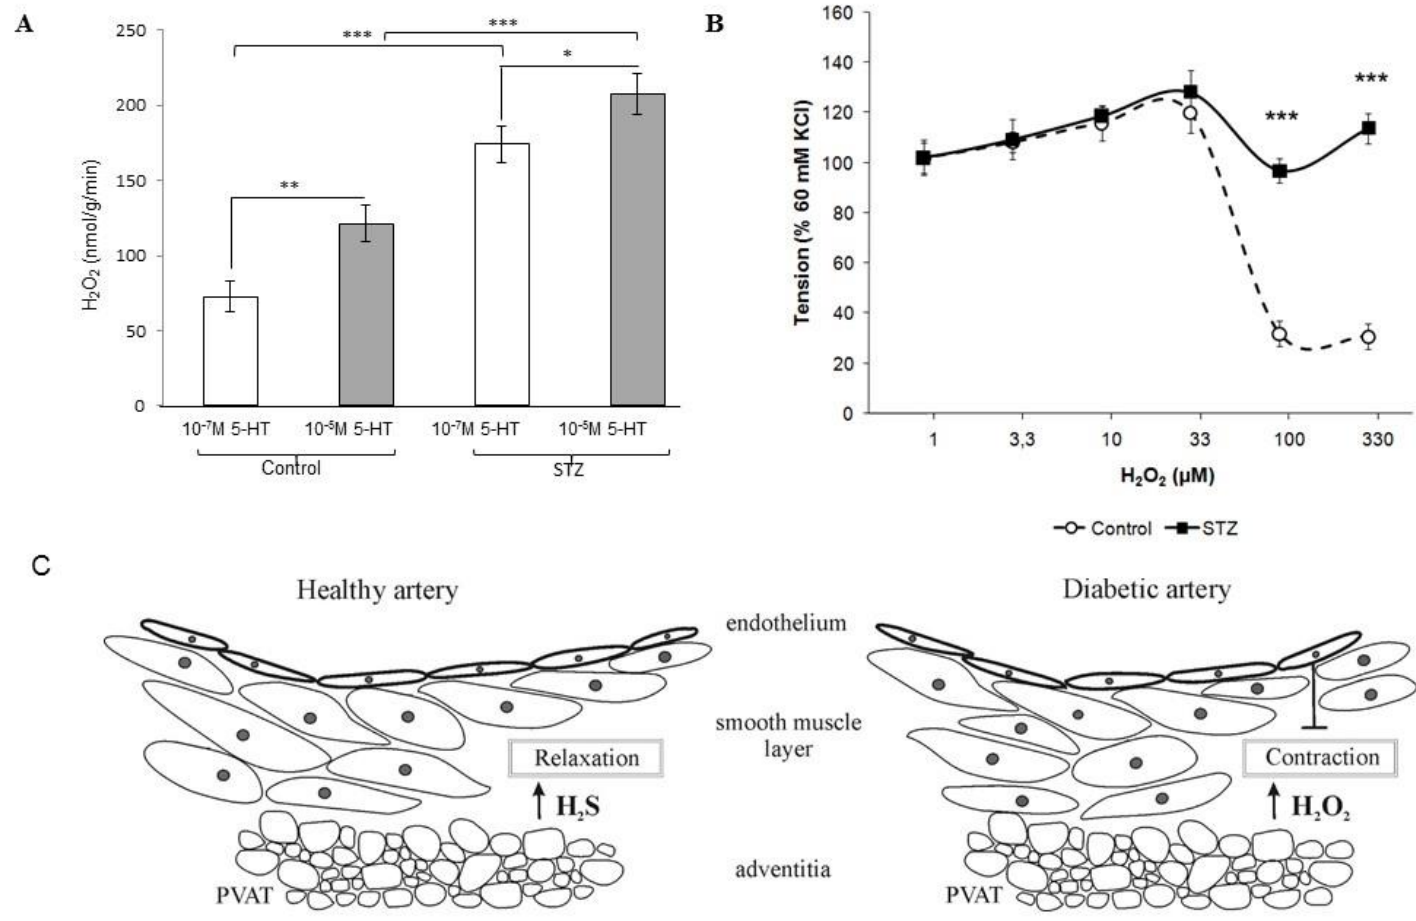 A
H₂O₂ (nmol/g/min)
250
200
150
100
50
0
***
***
*
**
10⁻⁷M 5-HT
10⁻⁵M 5-HT
10⁻⁷M 5-HT
10⁻⁵M 5-HT
Control
STZ
B
Tension (% 60 mM KCl)
160
140
120
100
80
60
40
20
0
***
***
1
3,3
10
33
100
330
H₂O₂ (µM)
Control
STZ
C
Healthy artery
Diabetic artery
endothelium
smooth muscle
layer
Relaxation
Contraction
H₂S
H₂O₂
adventitia
PVAT
PVAT